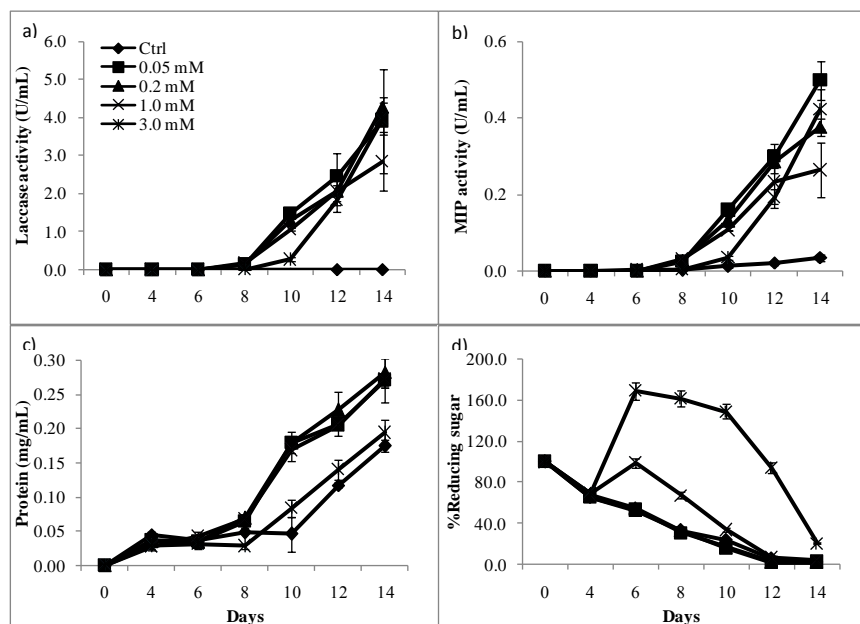 a)
Laccase activity (U/mL)
6.0
5.0
4.0
3.0
2.0
1.0
0.0
Ctrl
0.05 mM
0.2 mM
1.0 mM
3.0 mM
0 4 6 8 10 12 14
b)
MIP activity (U/mL)
0.6
0.4
0.2
0.0
0 4 6 8 10 12 14
c)
Protein (mg/mL)
0.30
0.25
0.20
0.15
0.10
0.05
0.00
0 4 6 8 10 12 14
Days
d)
%Reducing sugar
200.0
160.0
120.0
80.0
40.0
0.0
0 4 6 8 10 12 14
Days